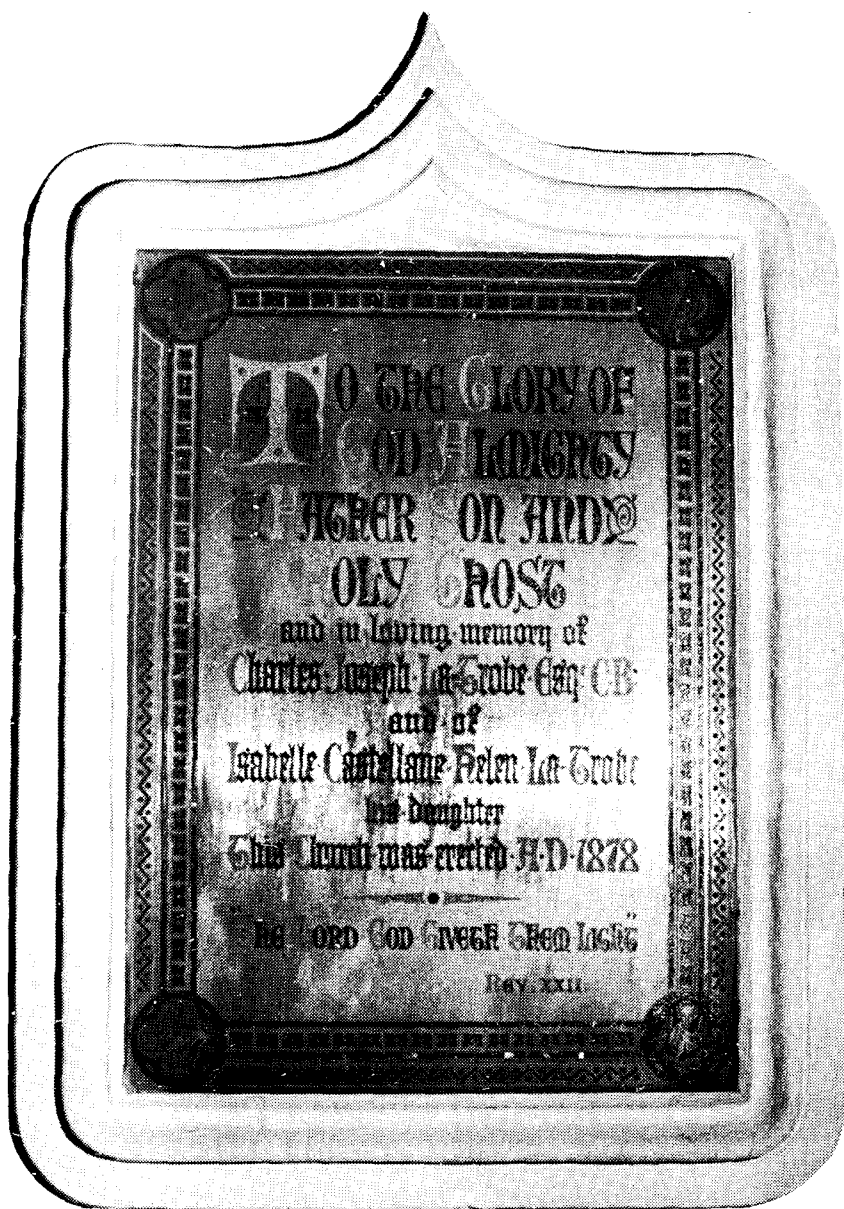 TO THE GLORY OF
GOD ALMIGHTY
FATHER SON AND
HOLY GHOST
and in loving memory of
Charles Joseph La Trobe Esqr CB
and of
Isabelle Castellane Helen La Trobe
his daughter
This Church was erected A·D·1878
"THE LORD GOD GIVETH THEM LIGHT"
REV. XXII.